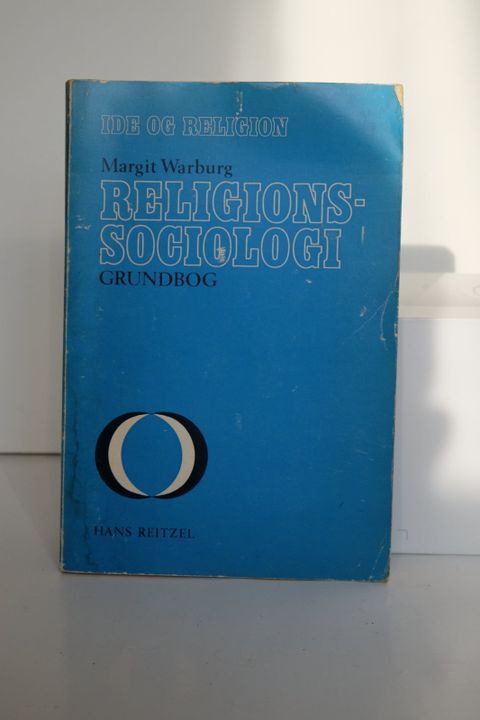 IDE OG RELIGION
Margit Warburg
RELIGIONS-
SOCIOLOGI
GRUNDBOG
HANS REITZEL